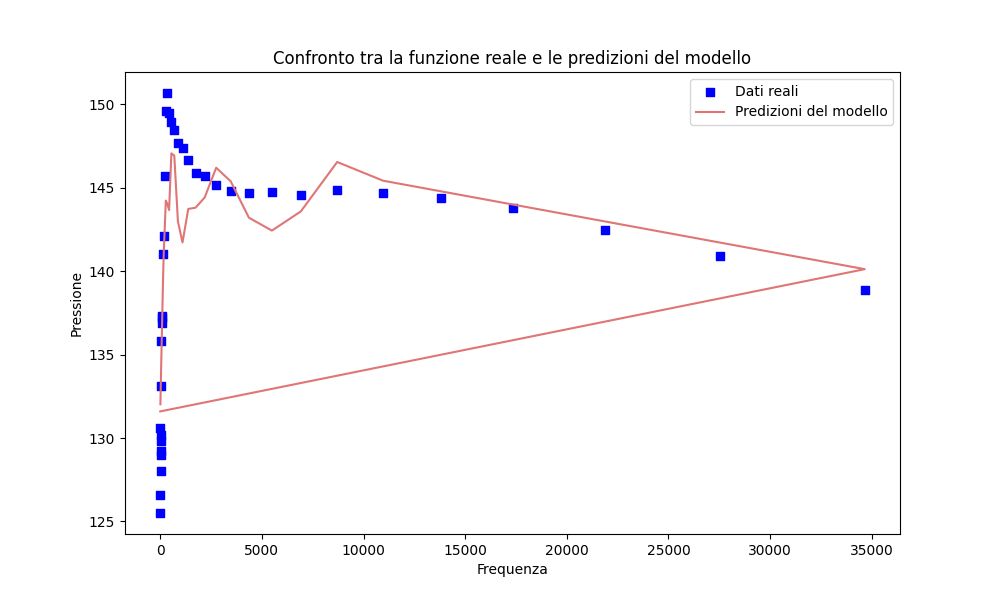 Confronto tra la funzione reale e le predizioni del modello
Dati reali
Predizioni del modello
Pressione
150
145
140
135
130
125
0
5000
10000
15000
20000
25000
30000
35000
Frequenza